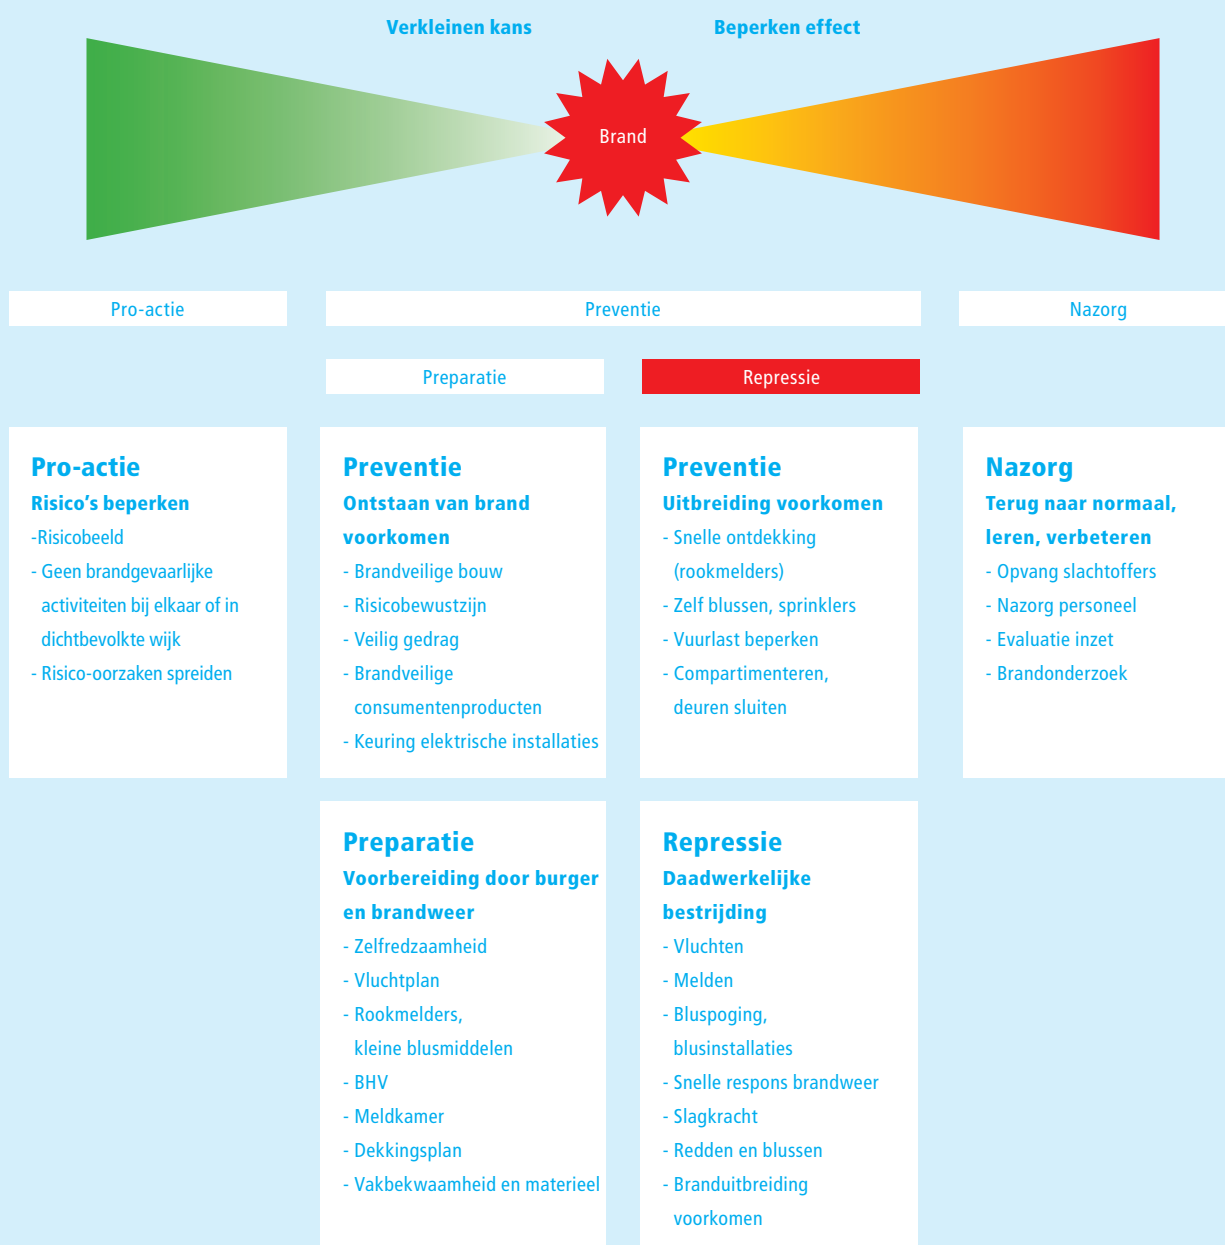 Verkleinen kans
Beperken effect
Brand
Pro-actie
Preventie
Nazorg
Preparatie
Repressie
Pro-actie
Risico's beperken
-Risicobeeld
- Geen brandgevaarlijke
activiteiten bij elkaar of in
dichtbevolkte wijk
- Risico-oorzaken spreiden
Preventie
Ontstaan van brand
voorkomen
- Brandveilige bouw
- Risicobewustzijn
- Veilig gedrag
- Brandveilige
consumentenproducten
- Keuring elektrische installaties
Preventie
Uitbreiding voorkomen
- Snelle ontdekking
(rookmelders)
- Zelf blussen, sprinklers
- Vuurlast beperken
- Compartimenteren,
deuren sluiten
Nazorg
Terug naar normaal,
leren, verbeteren
- Opvang slachtoffers
- Nazorg personeel
- Evaluatie inzet
- Brandonderzoek
Preparatie
Voorbereiding door burger
en brandweer
- Zelfredzaamheid
- Vluchtplan
- Rookmelders,
kleine blusmiddelen
- BHV
- Meldkamer
- Dekkingsplan
- Vakbekwaamheid en materieel
Repressie
Daadwerkelijke
bestrijding
- Vluchten
- Melden
- Bluspoging,
blusinstallaties
- Snelle respons brandweer
- Slagkracht
- Redden en blussen
- Branduitbreiding
voorkomen